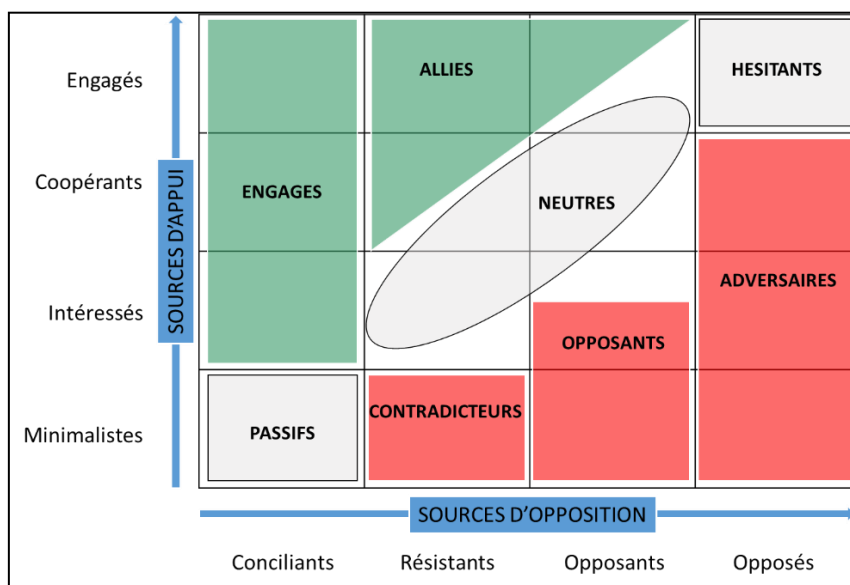 Engagés
ALLIES
HESITANTS
Coopérants
ENGAGES
NEUTRES
SOURCES D'APPUI
ADVERSAIRES
Intéressés
OPPOSANTS
CONTRADICTEURS
Minimalistes
PASSIFS
SOURCES D'OPPOSITION
Conciliants
Résistants
Opposants
Opposés